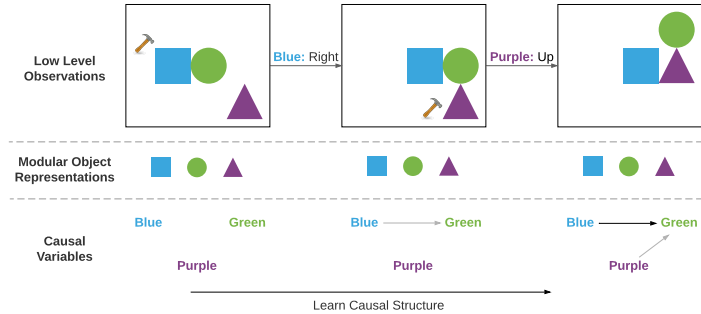 Low Level
Observations
Blue: Right
Purple: Up
Modular Object
Representations
Causal
Variables
Blue
Green
Purple
Blue
Green
Purple
Blue
Green
Purple
Learn Causal Structure